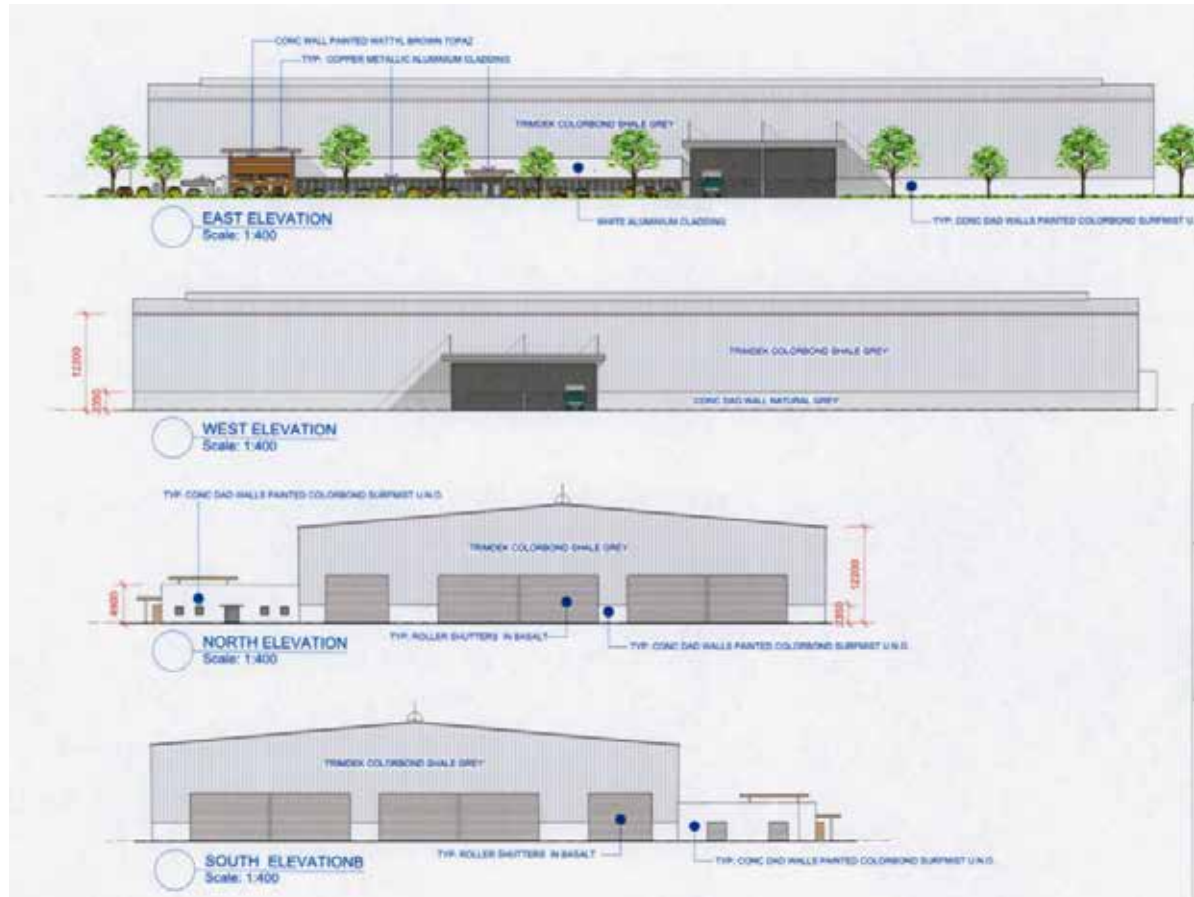 CONC WALL PAINTED WATTYL BROWN TOPAZ
TYP: COPPER METALLIC ALUMINIUM CLADDING
TRIMDEK COLORBOND SHALE GREY
EAST ELEVATION
Scale: 1:400
WHITE ALUMINIUM CLADDING
TYP: CONC DAD WALLS PAINTED COLORBOND SURFMIST U.
12200
2350
TRIMDEK COLORBOND SHALE GREY
CONC DAD WALL NATURAL GREY
WEST ELEVATION
Scale: 1:400
TYP: CONC DAD WALLS PAINTED COLORBOND SURFMIST U.N.O.
TRIMDEK COLORBOND SHALE GREY
4900
12200
2350
NORTH ELEVATION
Scale: 1:400
TYP: ROLLER SHUTTERS IN BASALT
TYP: CONC DAD WALLS PAINTED COLORBOND SURFMIST U.N.O.
TRIMDEK COLORBOND SHALE GREY
SOUTH ELEVATIONB
Scale: 1:400
TYP: ROLLER SHUTTERS IN BASALT
TYP: CONC DAD WALLS PAINTED COLORBOND SURFMIST U.N.O.